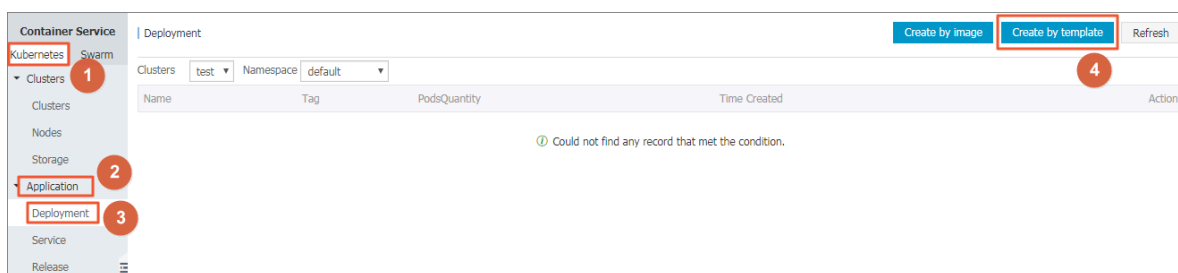 Container Service
Kubernetes Swarm
1
Clusters
Clusters
Nodes
Storage
2
Application
Deployment
3
Service
Release
Deployment
Create by image Create by template Refresh
4
Clusters test Namespace default
Name Tag PodsQuantity Time Created Action
Could not find any record that met the condition.